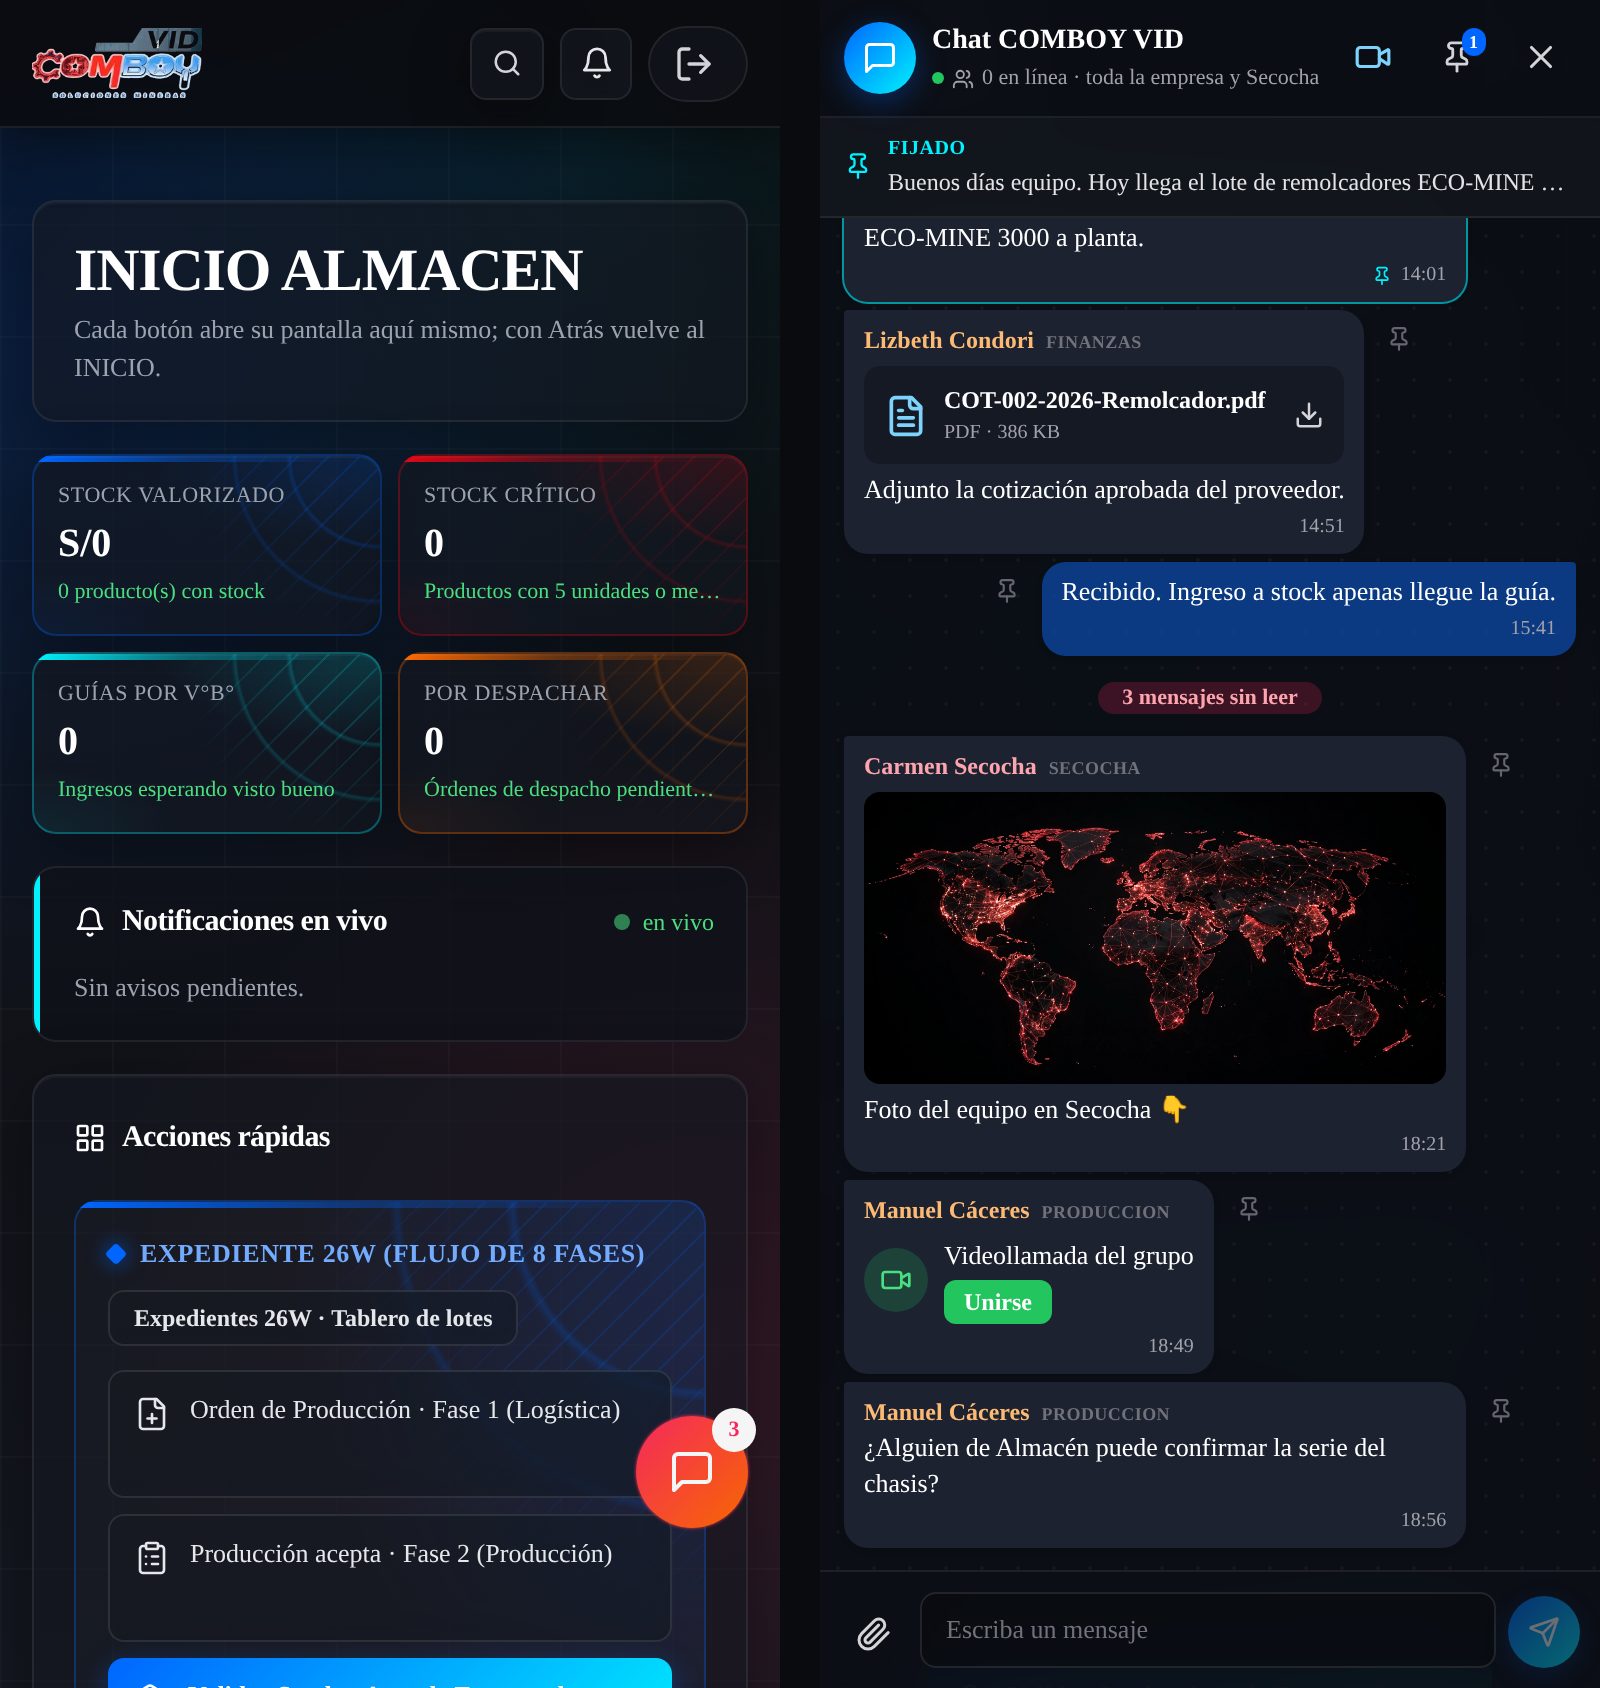 VID
COMBOY
SOLUCIONES MINERAS
INICIO ALMACEN
Cada botón abre su pantalla aquí mismo; con Atrás vuelve al
INICIO.
STOCK VALORIZADO
S/0
0 producto(s) con stock
STOCK CRÍTICO
0
Productos con 5 unidades o me…
GUÍAS POR V°B°
0
Ingresos esperando visto bueno
POR DESPACHAR
0
Órdenes de despacho pendient…
Notificaciones en vivo
en vivo
Sin avisos pendientes.
Acciones rápidas
EXPEDIENTE 26W (FLUJO DE 8 FASES)
Expedientes 26W · Tablero de lotes
Orden de Producción · Fase 1 (Logística)
3
Producción acepta · Fase 2 (Producción)
Chat COMBOY VID
0 en línea · toda la empresa y Secocha
1
FIJADO
Buenos días equipo. Hoy llega el lote de remolcadores ECO-MINE …
ECO-MINE 3000 a planta.
14:01
Lizbeth Condori FINANZAS
COT-002-2026-Remolcador.pdf
PDF · 386 KB
Adjunto la cotización aprobada del proveedor.
14:51
Recibido. Ingreso a stock apenas llegue la guía.
15:41
3 mensajes sin leer
Carmen Secocha SECOCHA
Foto del equipo en Secocha 👇
18:21
Manuel Cáceres PRODUCCION
Videollamada del grupo
Unirse
18:49
Manuel Cáceres PRODUCCION
¿Alguien de Almacén puede confirmar la serie del
chasis?
18:56
Escriba un mensaje